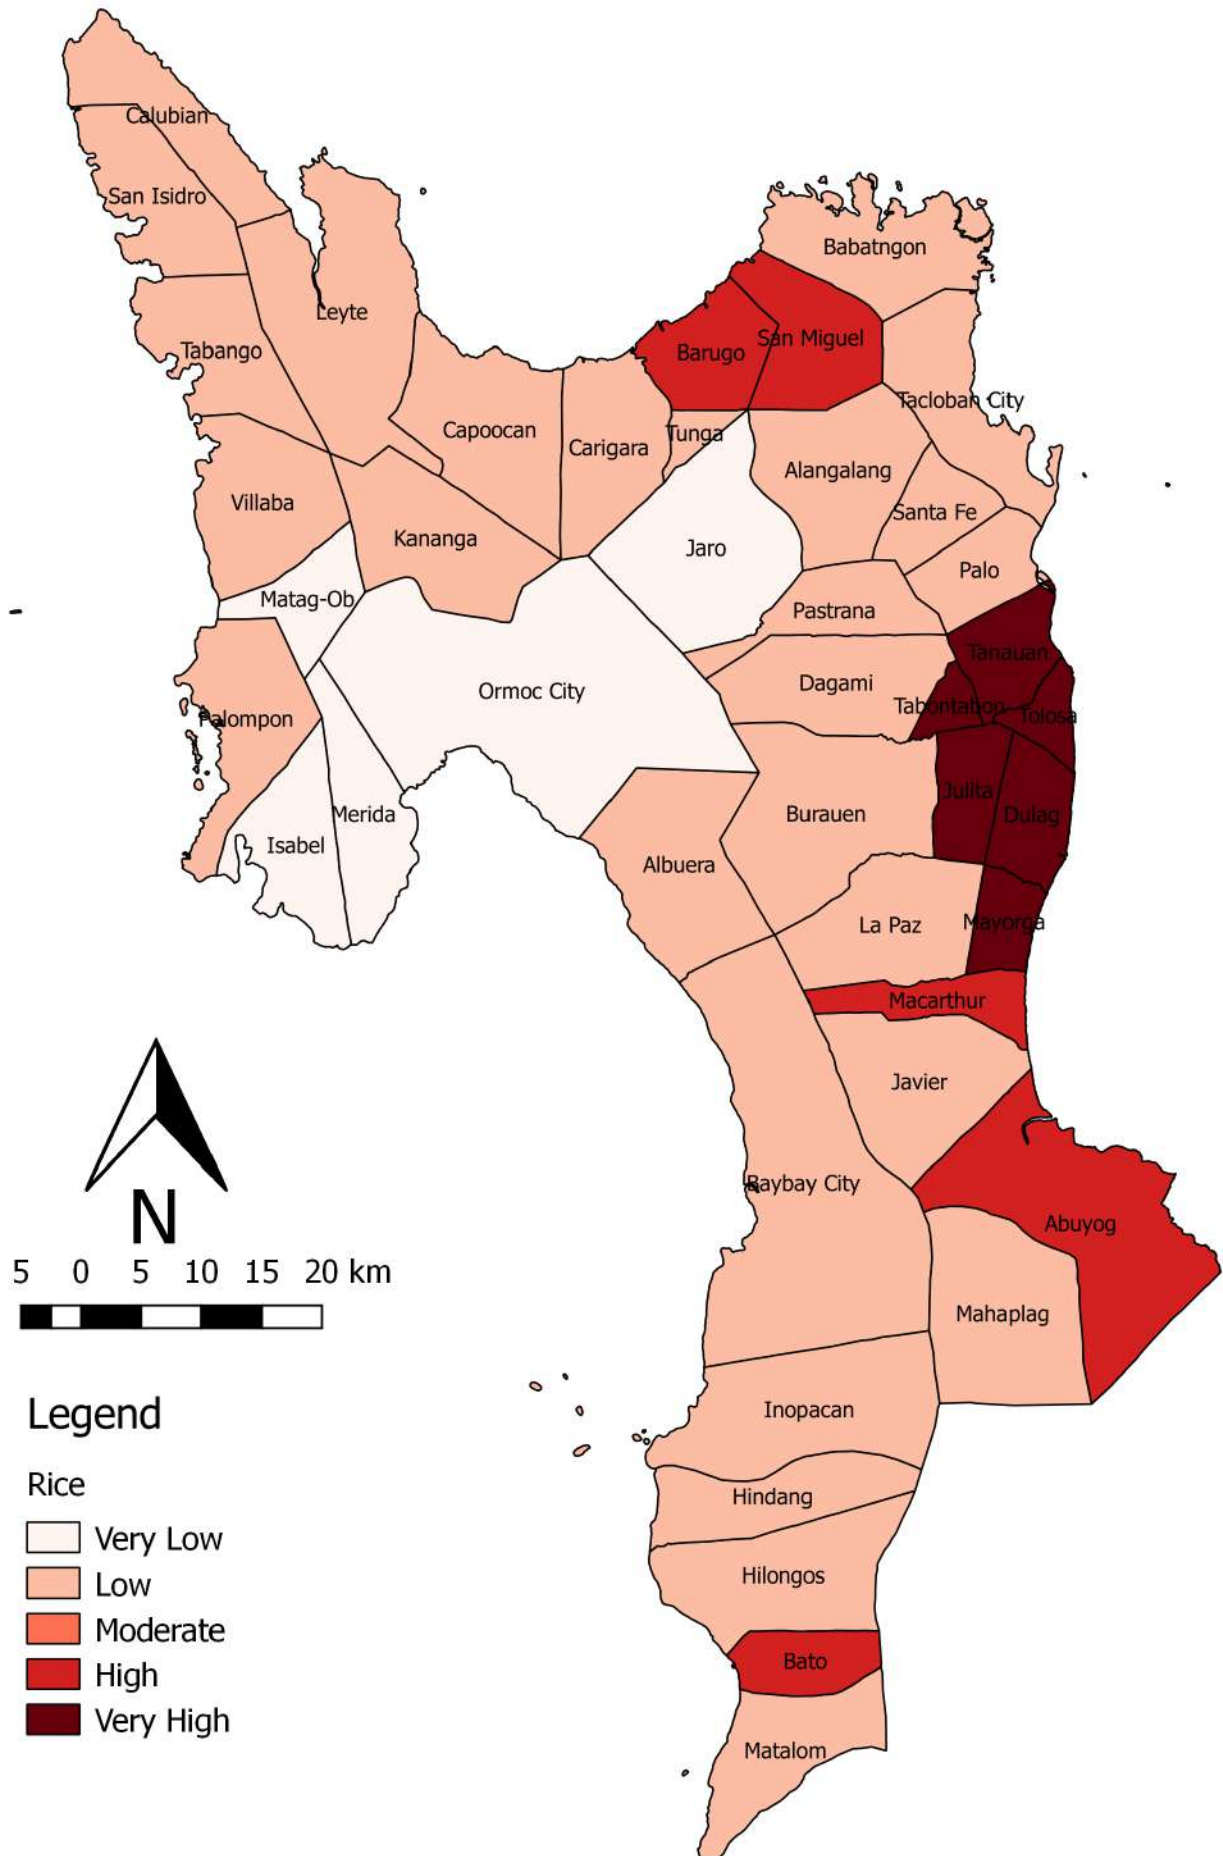 Calubian
San Isidro
Babatngon
Leyte
San Miguel
Tabango
Barugo
Tacloban City
Capoocan
Tunga
Carigara
Alangalang
Villaba
Santa Fe
Kananga
Jaro
Palo
Matag-Ob
Pastrana
Tanauan
Dagami
Ormoc City
Tabontabon
Tolosa
Palompon
Julita
Merida
Burauen
Dulag
Isabel
Albuera
La Paz
Mayorga
Macarthur
Javier
Baybay City
N
Abuyog
5 0 5 10 15 20 km
Mahaplag
Inopacan
Legend
Rice
Very Low
Low
Moderate
High
Very High
Hindang
Hilongos
Bato
Matalom